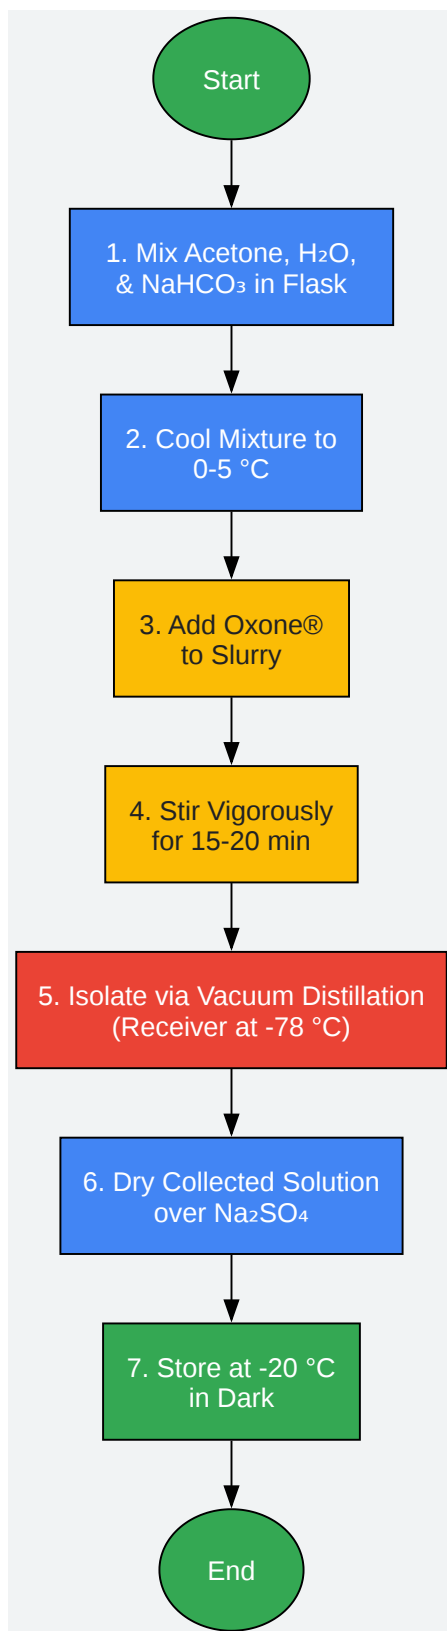 Start
1. Mix Acetone, H₂O,
& NaHCO₃ in Flask
2. Cool Mixture to
0-5 °C
3. Add Oxone®
to Slurry
4. Stir Vigorously
for 15-20 min
5. Isolate via Vacuum Distillation
(Receiver at -78 °C)
6. Dry Collected Solution
over Na₂SO₄
7. Store at -20 °C
in Dark
End